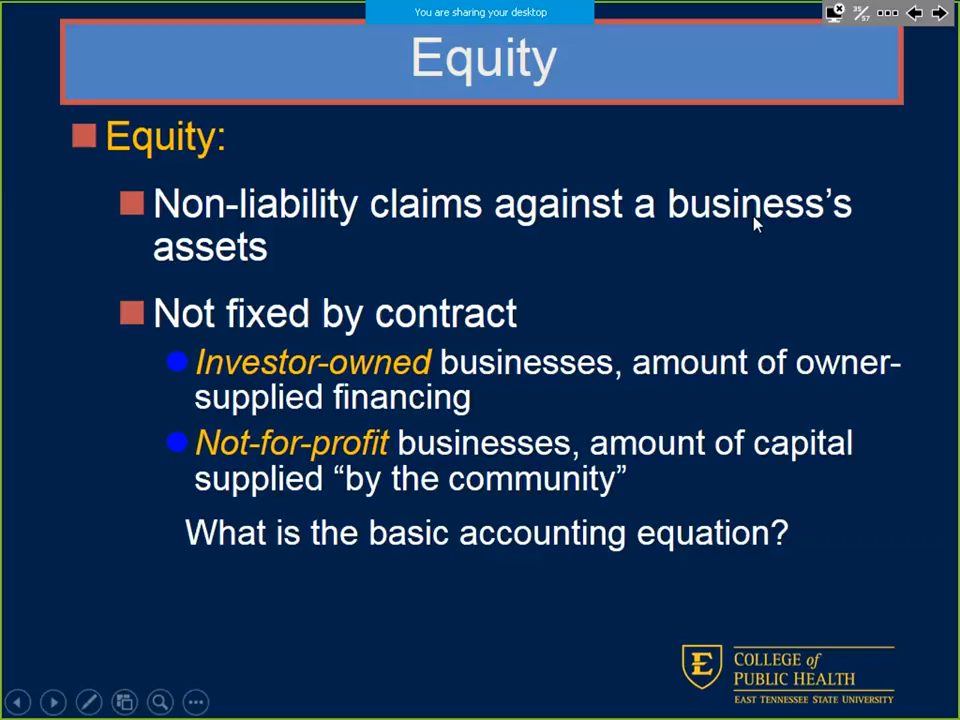 You are sharing your desktop
35/57
Equity
Equity:
Non-liability claims against a business’s
assets
Not fixed by contract
Investor-owned businesses, amount of owner-
supplied financing
Not-for-profit businesses, amount of capital
supplied “by the community”
What is the basic accounting equation?
E
COLLEGE of
PUBLIC HEALTH
EAST TENNESSEE STATE UNIVERSITY